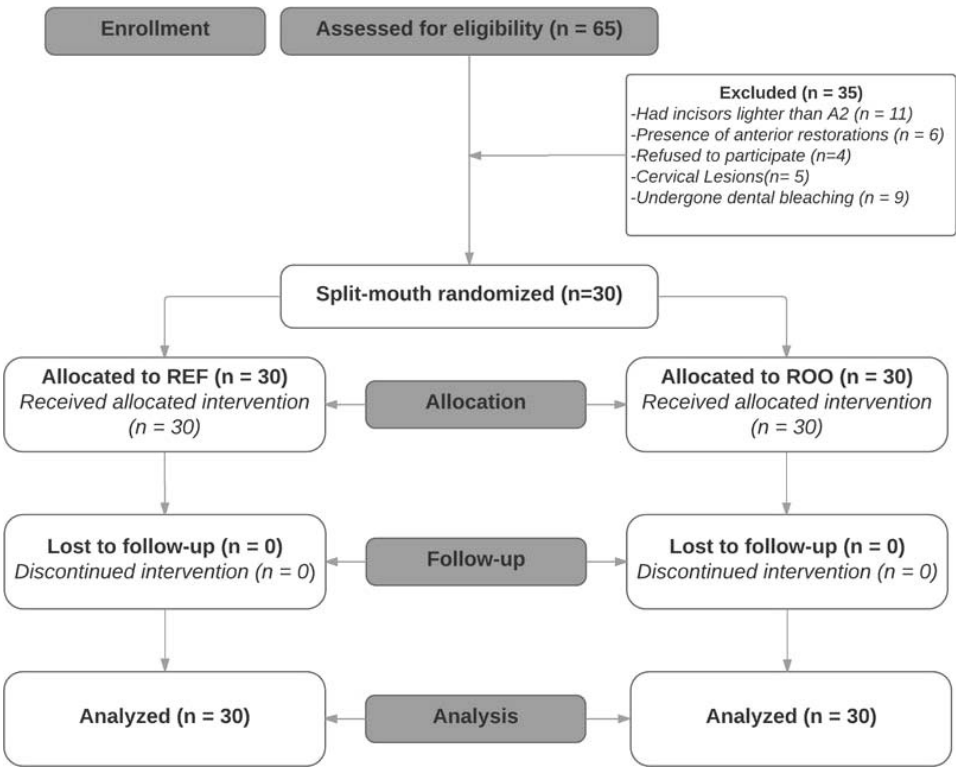 Enrollment
Assessed for eligibility (n = 65)
Excluded (n = 35)
-Had incisors lighter than A2 (n = 11)
-Presence of anterior restorations (n = 6)
-Refused to participate (n=4)
-Cervical Lesions(n= 5)
-Undergone dental bleaching (n = 9)
Split-mouth randomized (n=30)
Allocated to REF (n = 30)
Received allocated intervention
(n = 30)
Allocation
Allocated to ROO (n = 30)
Received allocated intervention
(n = 30)
Lost to follow-up (n = 0)
Discontinued intervention (n = 0)
Follow-up
Lost to follow-up (n = 0)
Discontinued intervention (n = 0)
Analyzed (n = 30)
Analysis
Analyzed (n = 30)